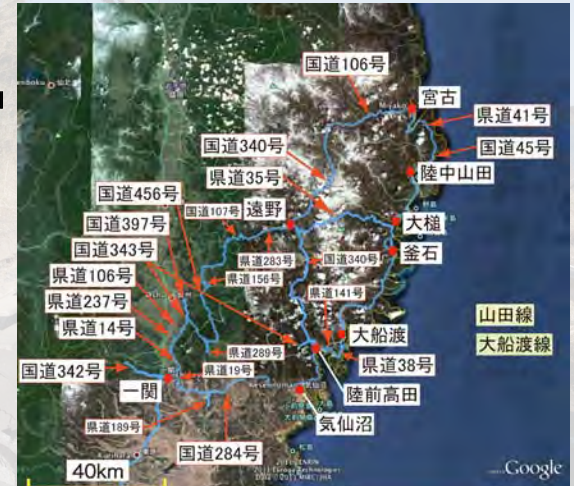 国道106号
宮古
Miyako
県道41号
国道340号
国道45号
県道35号
陸中山田
国道456号
国道107号
遠野
大槌
国道397号
釜石
国道343号
県道283号
国道340号
県道106号
県道156号
県道141号
県道237号
山田線
大船渡
大船渡線
県道14号
県道289号
県道38号
国道342号
県道19号
一関
陸前高田
気仙沼
県道189号
気仙沼
国道284号
40km
Google